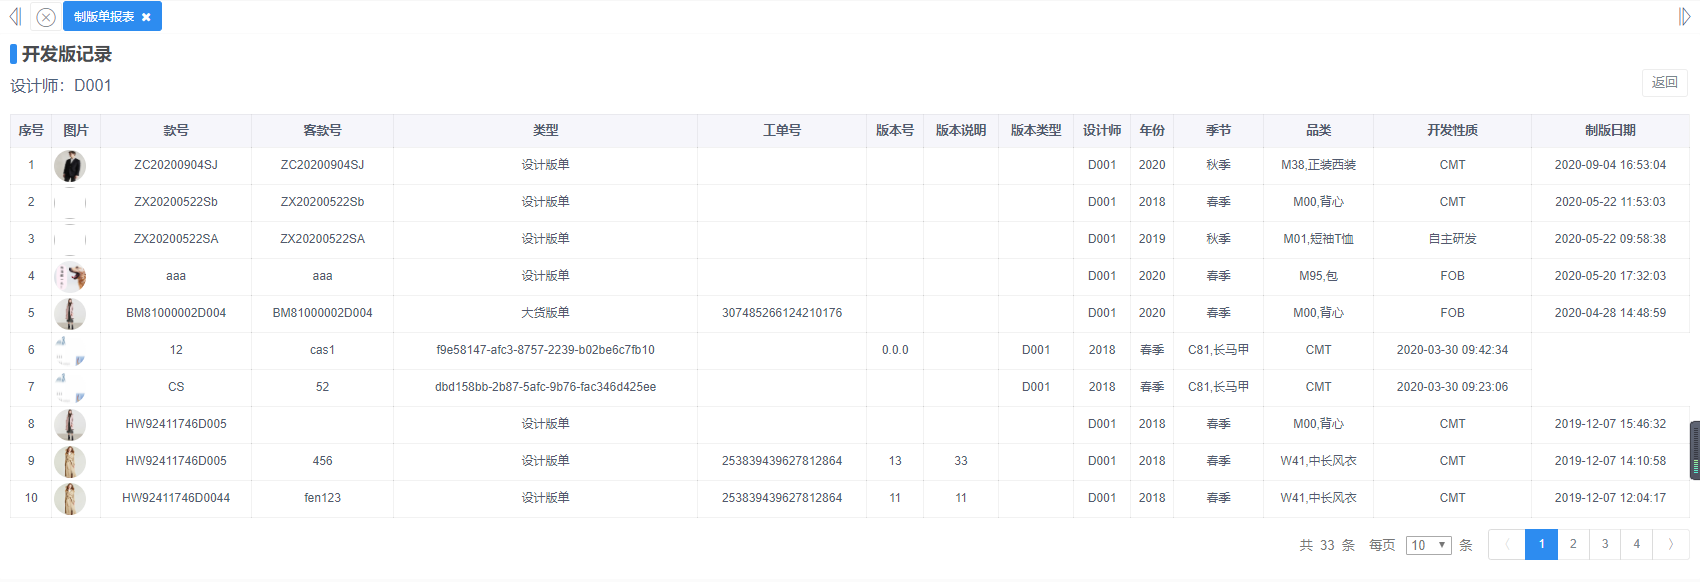 制版单报表 ✖
开发版记录
设计师：D001
返回
序号 图片 款号 客款号 类型 工单号 版本号 版本说明 版本类型 设计师 年份 季节 品类 开发性质 制版日期
1 ZC20200904SJ ZC20200904SJ 设计版单 D001 2020 秋季 M38,正装西装 CMT 2020-09-04 16:53:04
2 ZX20200522Sb ZX20200522Sb 设计版单 D001 2018 春季 M00,背心 CMT 2020-05-22 11:53:03
3 ZX20200522SA ZX20200522SA 设计版单 D001 2019 秋季 M01,短袖T恤 自主研发 2020-05-22 09:58:38
4 aaa aaa 设计版单 D001 2020 春季 M95,包 FOB 2020-05-20 17:32:03
5 BM81000002D004 BM81000002D004 大货版单 307485266124210176 D001 2020 春季 M00,背心 FOB 2020-04-28 14:48:59
6 12 cas1 f9e58147-afc3-8757-2239-b02be6c7fb10 0.0.0 D001 2018 春季 C81,长马甲 CMT 2020-03-30 09:42:34
7 CS 52 dbd158bb-2b87-5afc-9b76-fac346d425ee D001 2018 春季 C81,长马甲 CMT 2020-03-30 09:23:06
8 HW92411746D005 设计版单 D001 2018 春季 M00,背心 CMT 2019-12-07 15:46:32
9 HW92411746D005 456 设计版单 253839439627812864 13 33 D001 2018 春季 W41,中长风衣 CMT 2019-12-07 14:10:58
10 HW92411746D0044 fen123 设计版单 253839439627812864 11 11 D001 2018 春季 W41,中长风衣 CMT 2019-12-07 12:04:17
共 33 条 每页 10 条 1 2 3 4